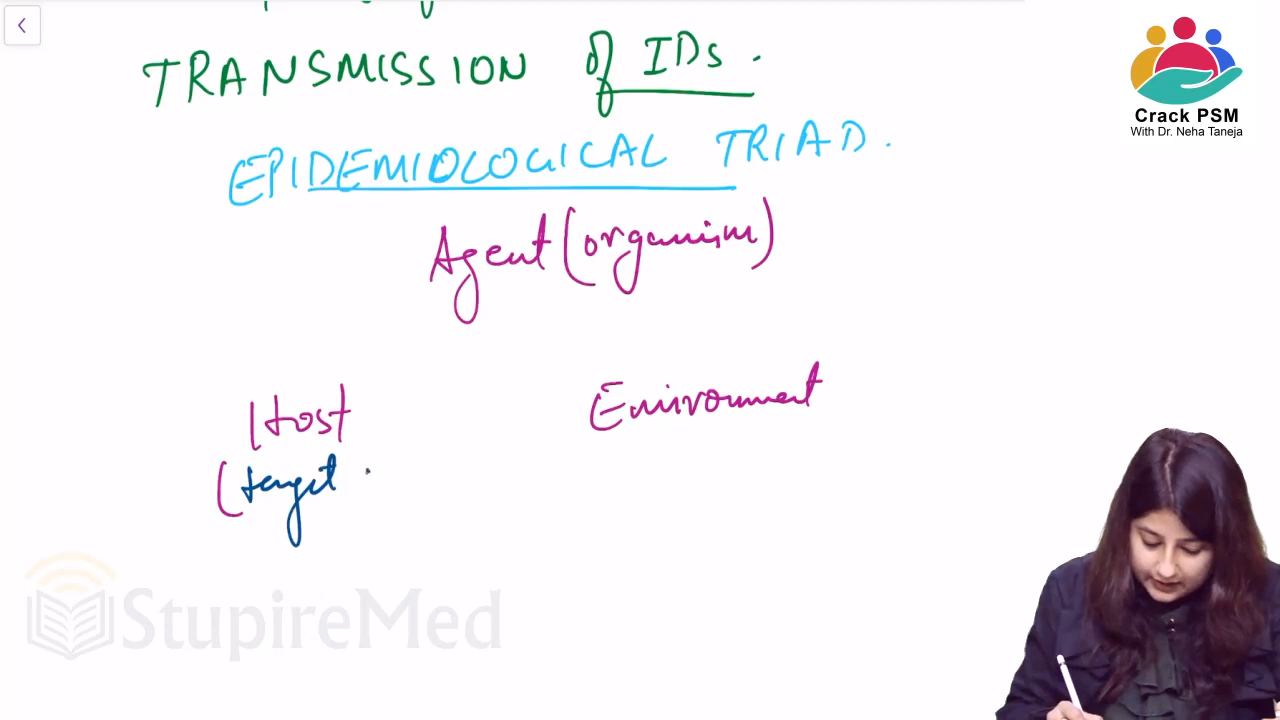 TRANSMISSION of IDs.
EPIDEMIOLOGICAL TRIAD.
Agent (organism)
Host
Environment
(target
Crack PSM
With Dr. Neha Taneja
StupireMed